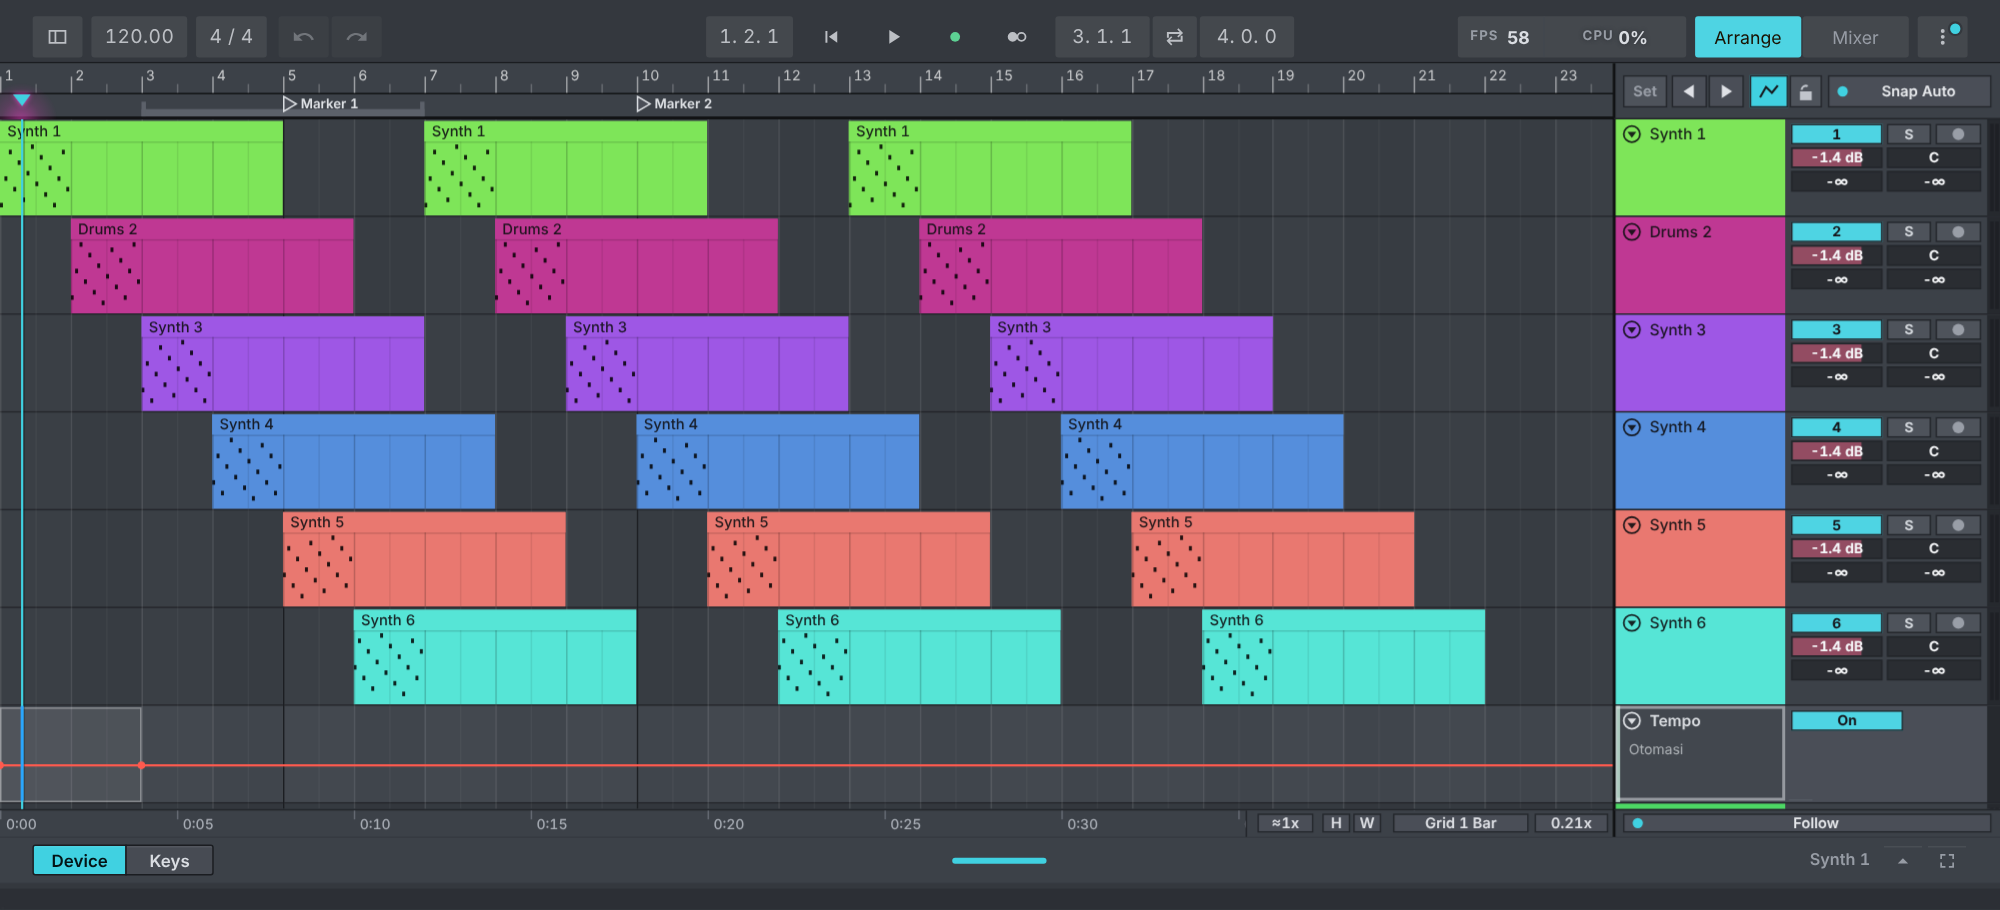 120.00 4 / 4 1. 2. 1 3. 1. 1 4. 0. 0 FPS 58 CPU 0% Arrange Mixer
1 2 3 4 5 6 7 8 9 10 11 12 13 14 15 16 17 18 19 20 21 22 23
Marker 1 Marker 2
Set Snap Auto
Synth 1 Synth 1 Synth 1
Synth 1 1 S
-1.4 dB C
-∞ -∞
Drums 2 Drums 2 Drums 2
Drums 2 2 S
-1.4 dB C
-∞ -∞
Synth 3 Synth 3 Synth 3
Synth 3 3 S
-1.4 dB C
-∞ -∞
Synth 4 Synth 4 Synth 4
Synth 4 4 S
-1.4 dB C
-∞ -∞
Synth 5 Synth 5 Synth 5
Synth 5 5 S
-1.4 dB C
-∞ -∞
Synth 6 Synth 6 Synth 6
Synth 6 6 S
-1.4 dB C
-∞ -∞
Tempo On
Otomasi
0:00 0:05 0:10 0:15 0:20 0:25 0:30
≈1x H W Grid 1 Bar 0.21x Follow
Device Keys Synth 1